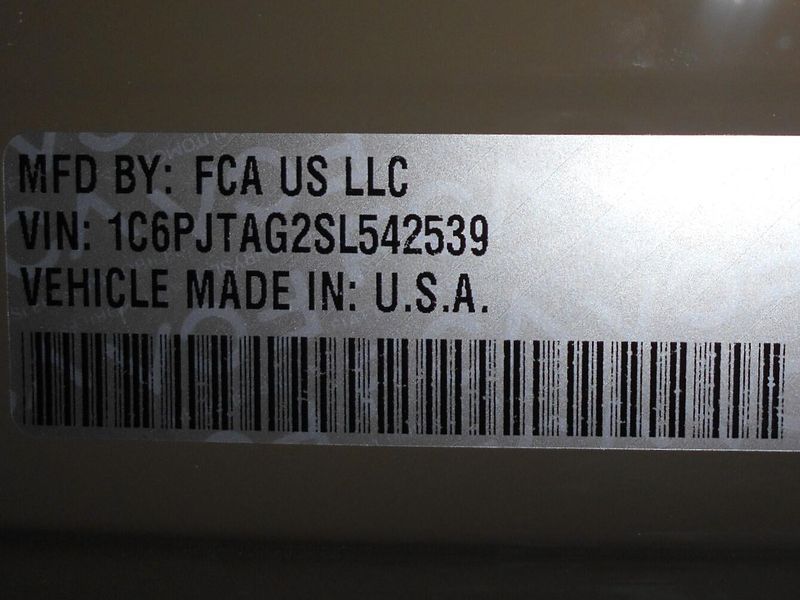 MFD BY: FCA US LLC
VIN: 1C6PJTAG2SL542539
VEHICLE MADE IN: U.S.A.